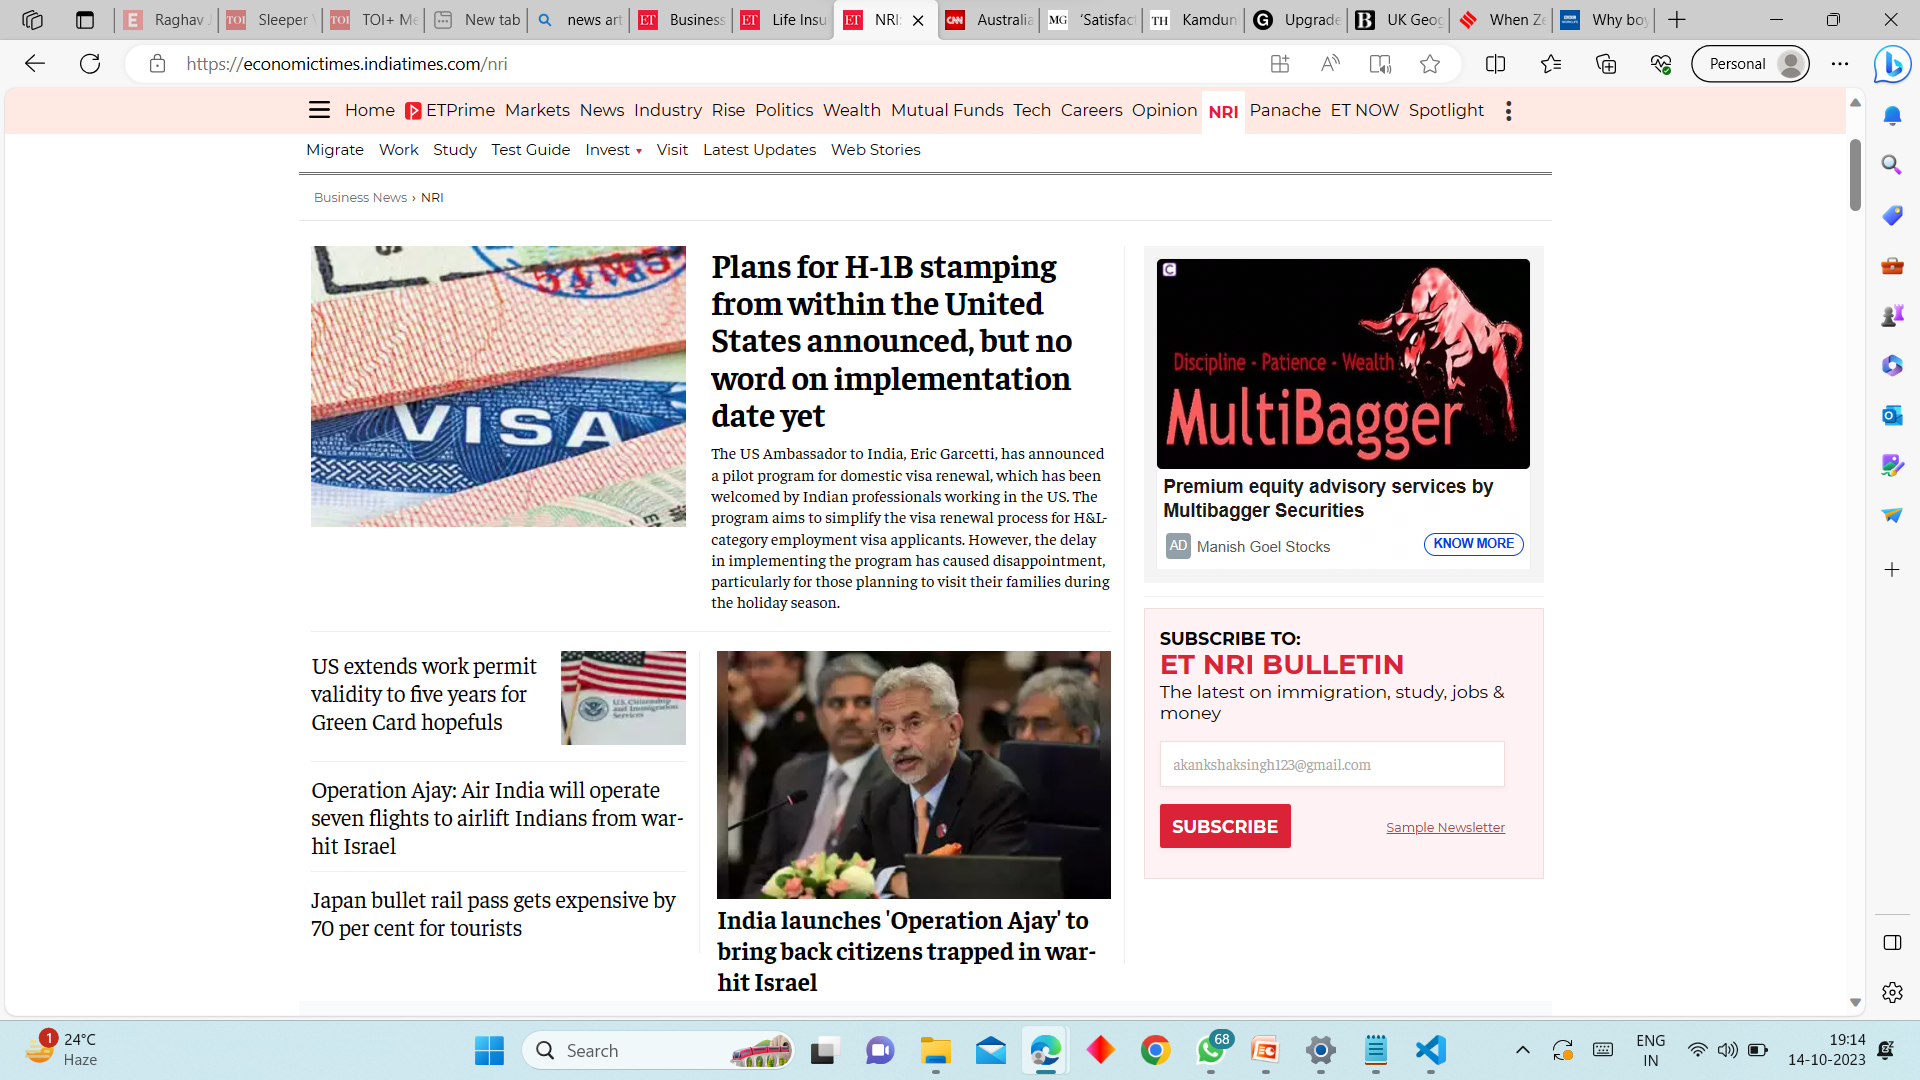 Raghav J
Sleeper V
TOI+ Me
New tab
news art
Business
Life Insu
NRI:
Australia
'Satisfact
Kamdun
Upgrade
UK Geog
When Ze
Why boy
https://economictimes.indiatimes.com/nri
Personal
Home ETPrime Markets News Industry Rise Politics Wealth Mutual Funds Tech Careers Opinion NRI Panache ET NOW Spotlight
Migrate Work Study Test Guide Invest Visit Latest Updates Web Stories
Business News › NRI
VISA
Plans for H-1B stamping
from within the United
States announced, but no
word on implementation
date yet
The US Ambassador to India, Eric Garcetti, has announced
a pilot program for domestic visa renewal, which has been
welcomed by Indian professionals working in the US. The
program aims to simplify the visa renewal process for H&L-
category employment visa applicants. However, the delay
in implementing the program has caused disappointment,
particularly for those planning to visit their families during
the holiday season.
Discipline - Patience - Wealth
MultiBagger
Premium equity advisory services by
Multibagger Securities
AD Manish Goel Stocks
KNOW MORE
US extends work permit
validity to five years for
Green Card hopefuls
U.S. Citizenship
and Immigration
Services
Operation Ajay: Air India will operate
seven flights to airlift Indians from war-
hit Israel
Japan bullet rail pass gets expensive by
70 per cent for tourists
India launches 'Operation Ajay' to
bring back citizens trapped in war-
hit Israel
SUBSCRIBE TO:
ET NRI BULLETIN
The latest on immigration, study, jobs &
money
akankshaksingh123@gmail.com
SUBSCRIBE
Sample Newsletter
1
24°C
Haze
Search
68
ENG
IN
19:14
14-10-2023